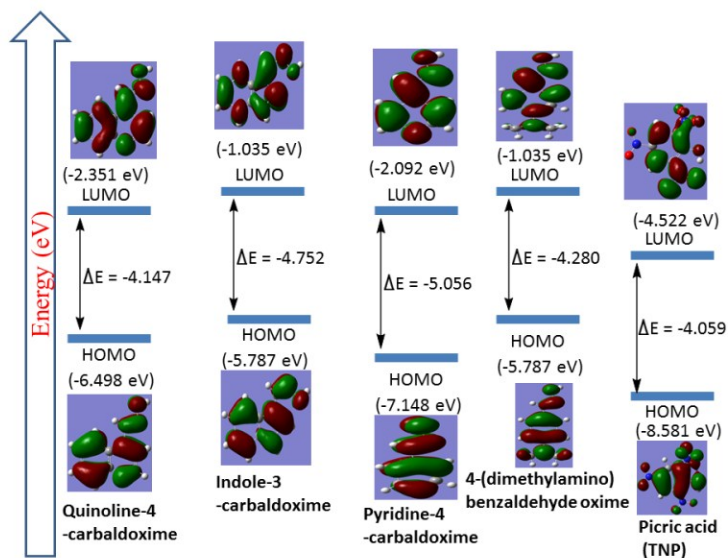 Energy (eV)
(-2.351 eV)
LUMO
ΔE = -4.147
HOMO
(-6.498 eV)
Quinoline-4
-carbaldoxime
(-1.035 eV)
LUMO
ΔE = -4.752
HOMO
(-5.787 eV)
Indole-3
-carbaldoxime
(-2.092 eV)
LUMO
ΔE = -5.056
HOMO
(-7.148 eV)
Pyridine-4
-carbaldoxime
(-1.035 eV)
LUMO
ΔE = -4.280
HOMO
(-5.787 eV)
4-(dimethylamino)
benzaldehyde oxime
(-4.522 eV)
LUMO
ΔE = -4.059
HOMO
(-8.581 eV)
Picric acid
(TNP)